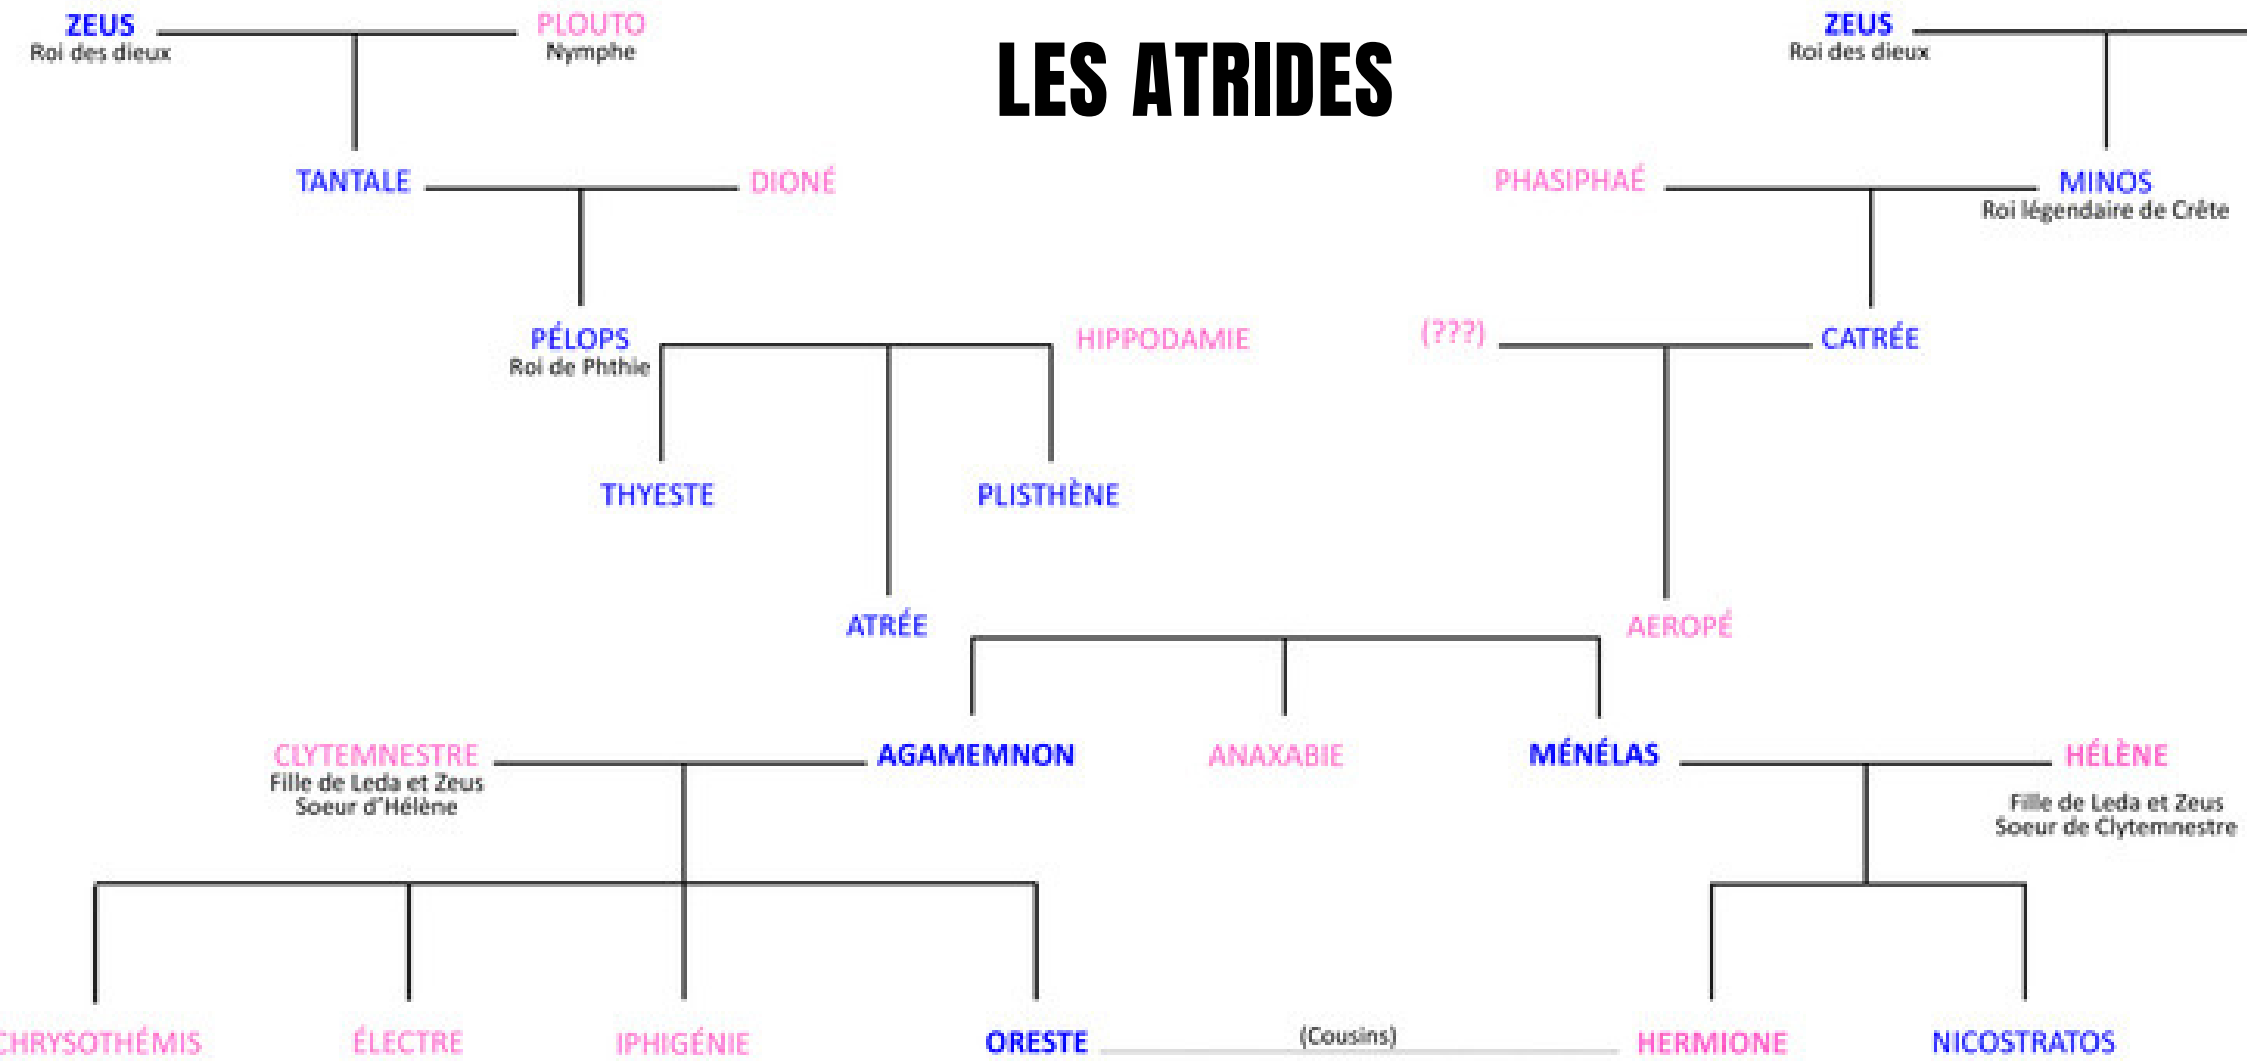 ZEUS
Roi des dieux
PLOUTO
Nymphe
LES ATRIDES
ZEUS
Roi des dieux
TANTALE
DIONÉ
PHASIPHAÉ
MINOS
Roi légendaire de Crête
PÉLOPS
Roi de Phthie
HIPPODAMIE
(???)
CATRÉE
THYESTE
PLISTHÈNE
ATRÉE
AEROPÉ
CLYTEMNESTRE
Fille de Leda et Zeus
Soeur d'Hélène
AGAMEMNON
ANAXABIE
MÉNÉLAS
HÉLÈNE
Fille de Leda et Zeus
Soeur de Clytemnestre
CHRYSOTHÉMIS
ÉLECTRE
IPHIGÉNIE
ORESTE
(Cousins)
HERMIONE
NICOSTRATOS